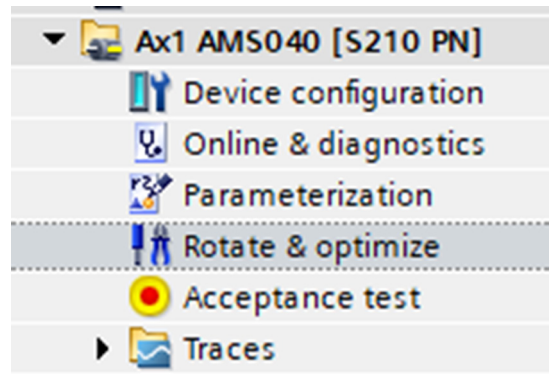 Ax1 AMS040 [S210 PN]
Device configuration
Online & diagnostics
Parameterization
Rotate & optimize
Acceptance test
Traces